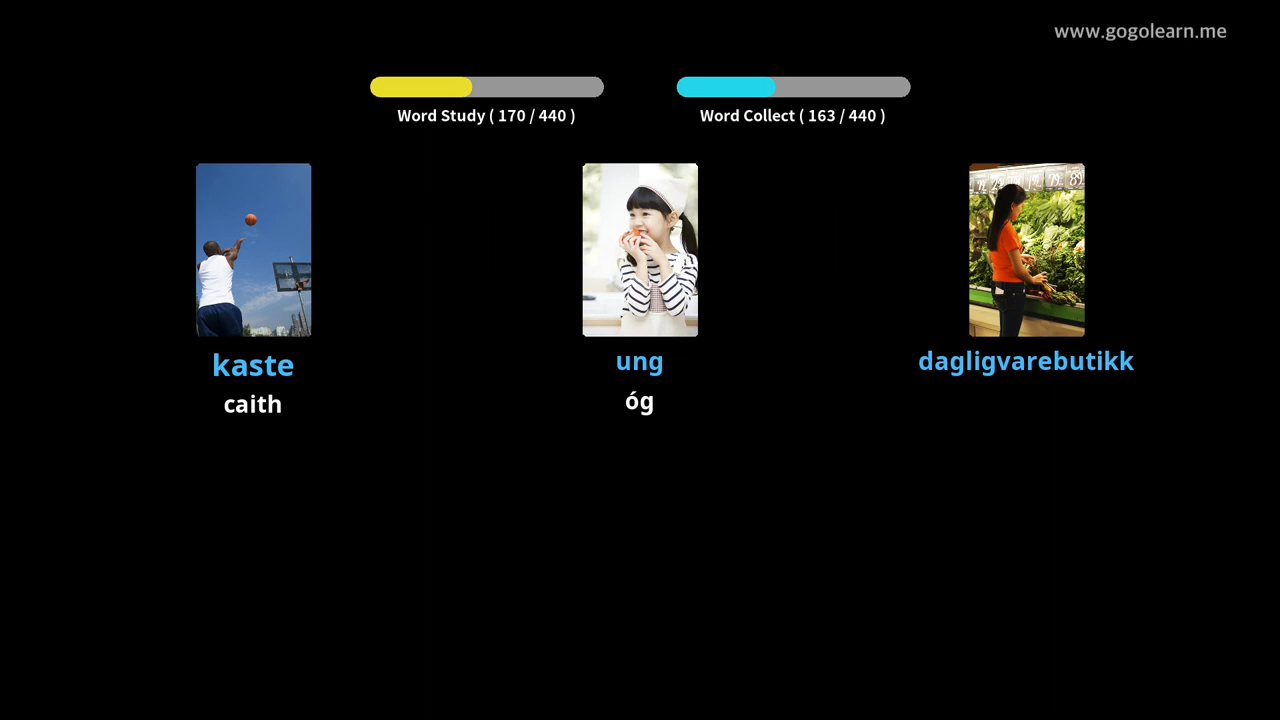 www.gogolearn.me
Word Study ( 170 / 440 )
Word Collect ( 163 / 440 )
kaste
caith
ung
óg
dagligvarebutikk